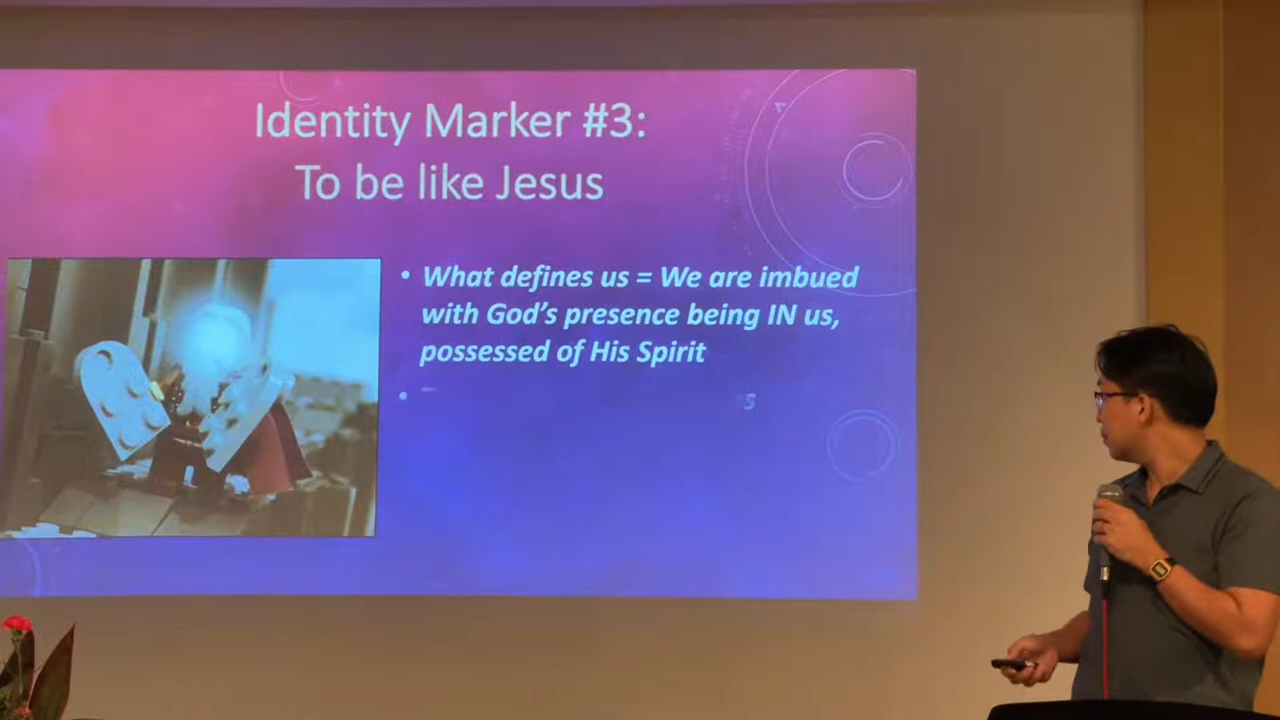 Identity Marker #3:
To be like Jesus
• What defines us = We are imbued
with God's presence being IN us,
possessed of His Spirit
•